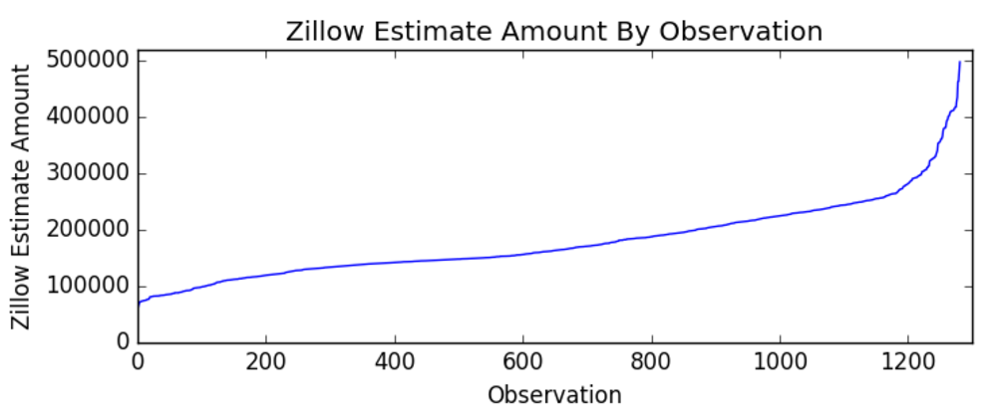 Zillow Estimate Amount By Observation
Zillow Estimate Amount
500000
400000
300000
200000
100000
0
0 200 400 600 800 1000 1200
Observation